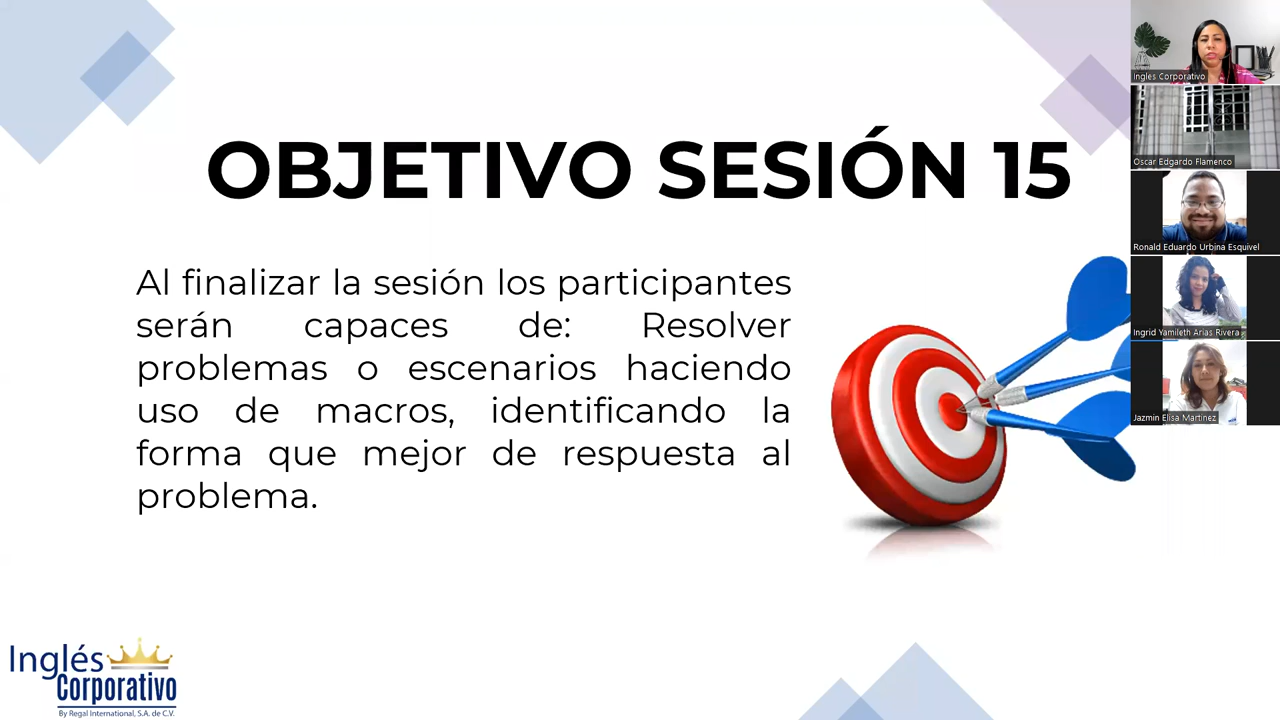 OBJETIVO SESIÓN 15
Al finalizar la sesión los participantes
serán capaces de: Resolver
problemas o escenarios haciendo
uso de macros, identificando la
forma que mejor de respuesta al
problema.
Inglés
Corporativo
By Regal International, S.A. de C.V.
Ingles Corporativo
Oscar Edgardo Flamenco
Ronald Eduardo Urbina Esquivel
Ingrid Yamileth Arias Rivera
Jazmin Elisa Martinez